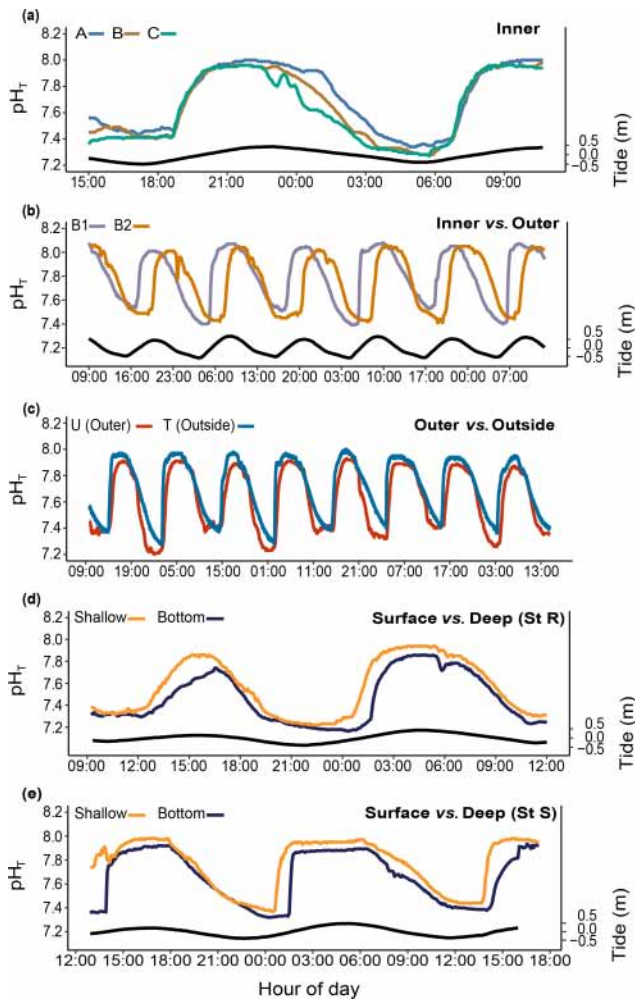 (a)
A B C Inner
8.2
8.0
7.8
7.6
7.4
7.2
pHT
0.5
0.0
−0.5
Tide (m)
15:00 18:00 21:00 00:00 03:00 06:00 09:00
(b)
B1 B2 Inner vs. Outer
8.2
8.0
7.8
7.6
7.4
7.2
pHT
0.5
0.0
−0.5
Tide (m)
09:00 16:00 23:00 06:00 13:00 20:00 03:00 10:00 17:00 00:00 07:00
(c)
U (Outer) T (Outside) Outer vs. Outside
8.2
8.0
7.8
7.6
7.4
7.2
pHT
09:00 19:00 05:00 15:00 01:00 11:00 21:00 07:00 17:00 03:00 13:00
(d)
Shallow Bottom Surface vs. Deep (St R)
8.2
8.0
7.8
7.6
7.4
7.2
pHT
0.5
0.0
−0.5
Tide (m)
09:00 12:00 15:00 18:00 21:00 00:00 03:00 06:00 09:00 12:00
(e)
Shallow Bottom Surface vs. Deep (St S)
8.2
8.0
7.8
7.6
7.4
7.2
pHT
0.5
0.0
−0.5
Tide (m)
12:00 15:00 18:00 21:00 00:00 03:00 06:00 09:00 12:00 15:00 18:00
Hour of day